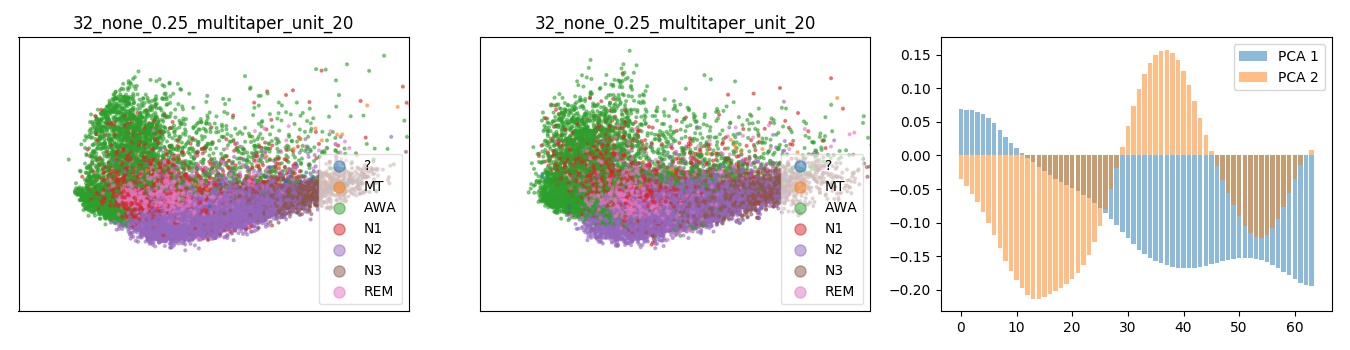 32_none_0.25_multitaper_unit_20
?
MT
AWA
N1
N2
N3
REM
32_none_0.25_multitaper_unit_20
?
MT
AWA
N1
N2
N3
REM
PCA 1
PCA 2
0.15
0.10
0.05
0.00
−0.05
−0.10
−0.15
−0.20
0 10 20 30 40 50 60